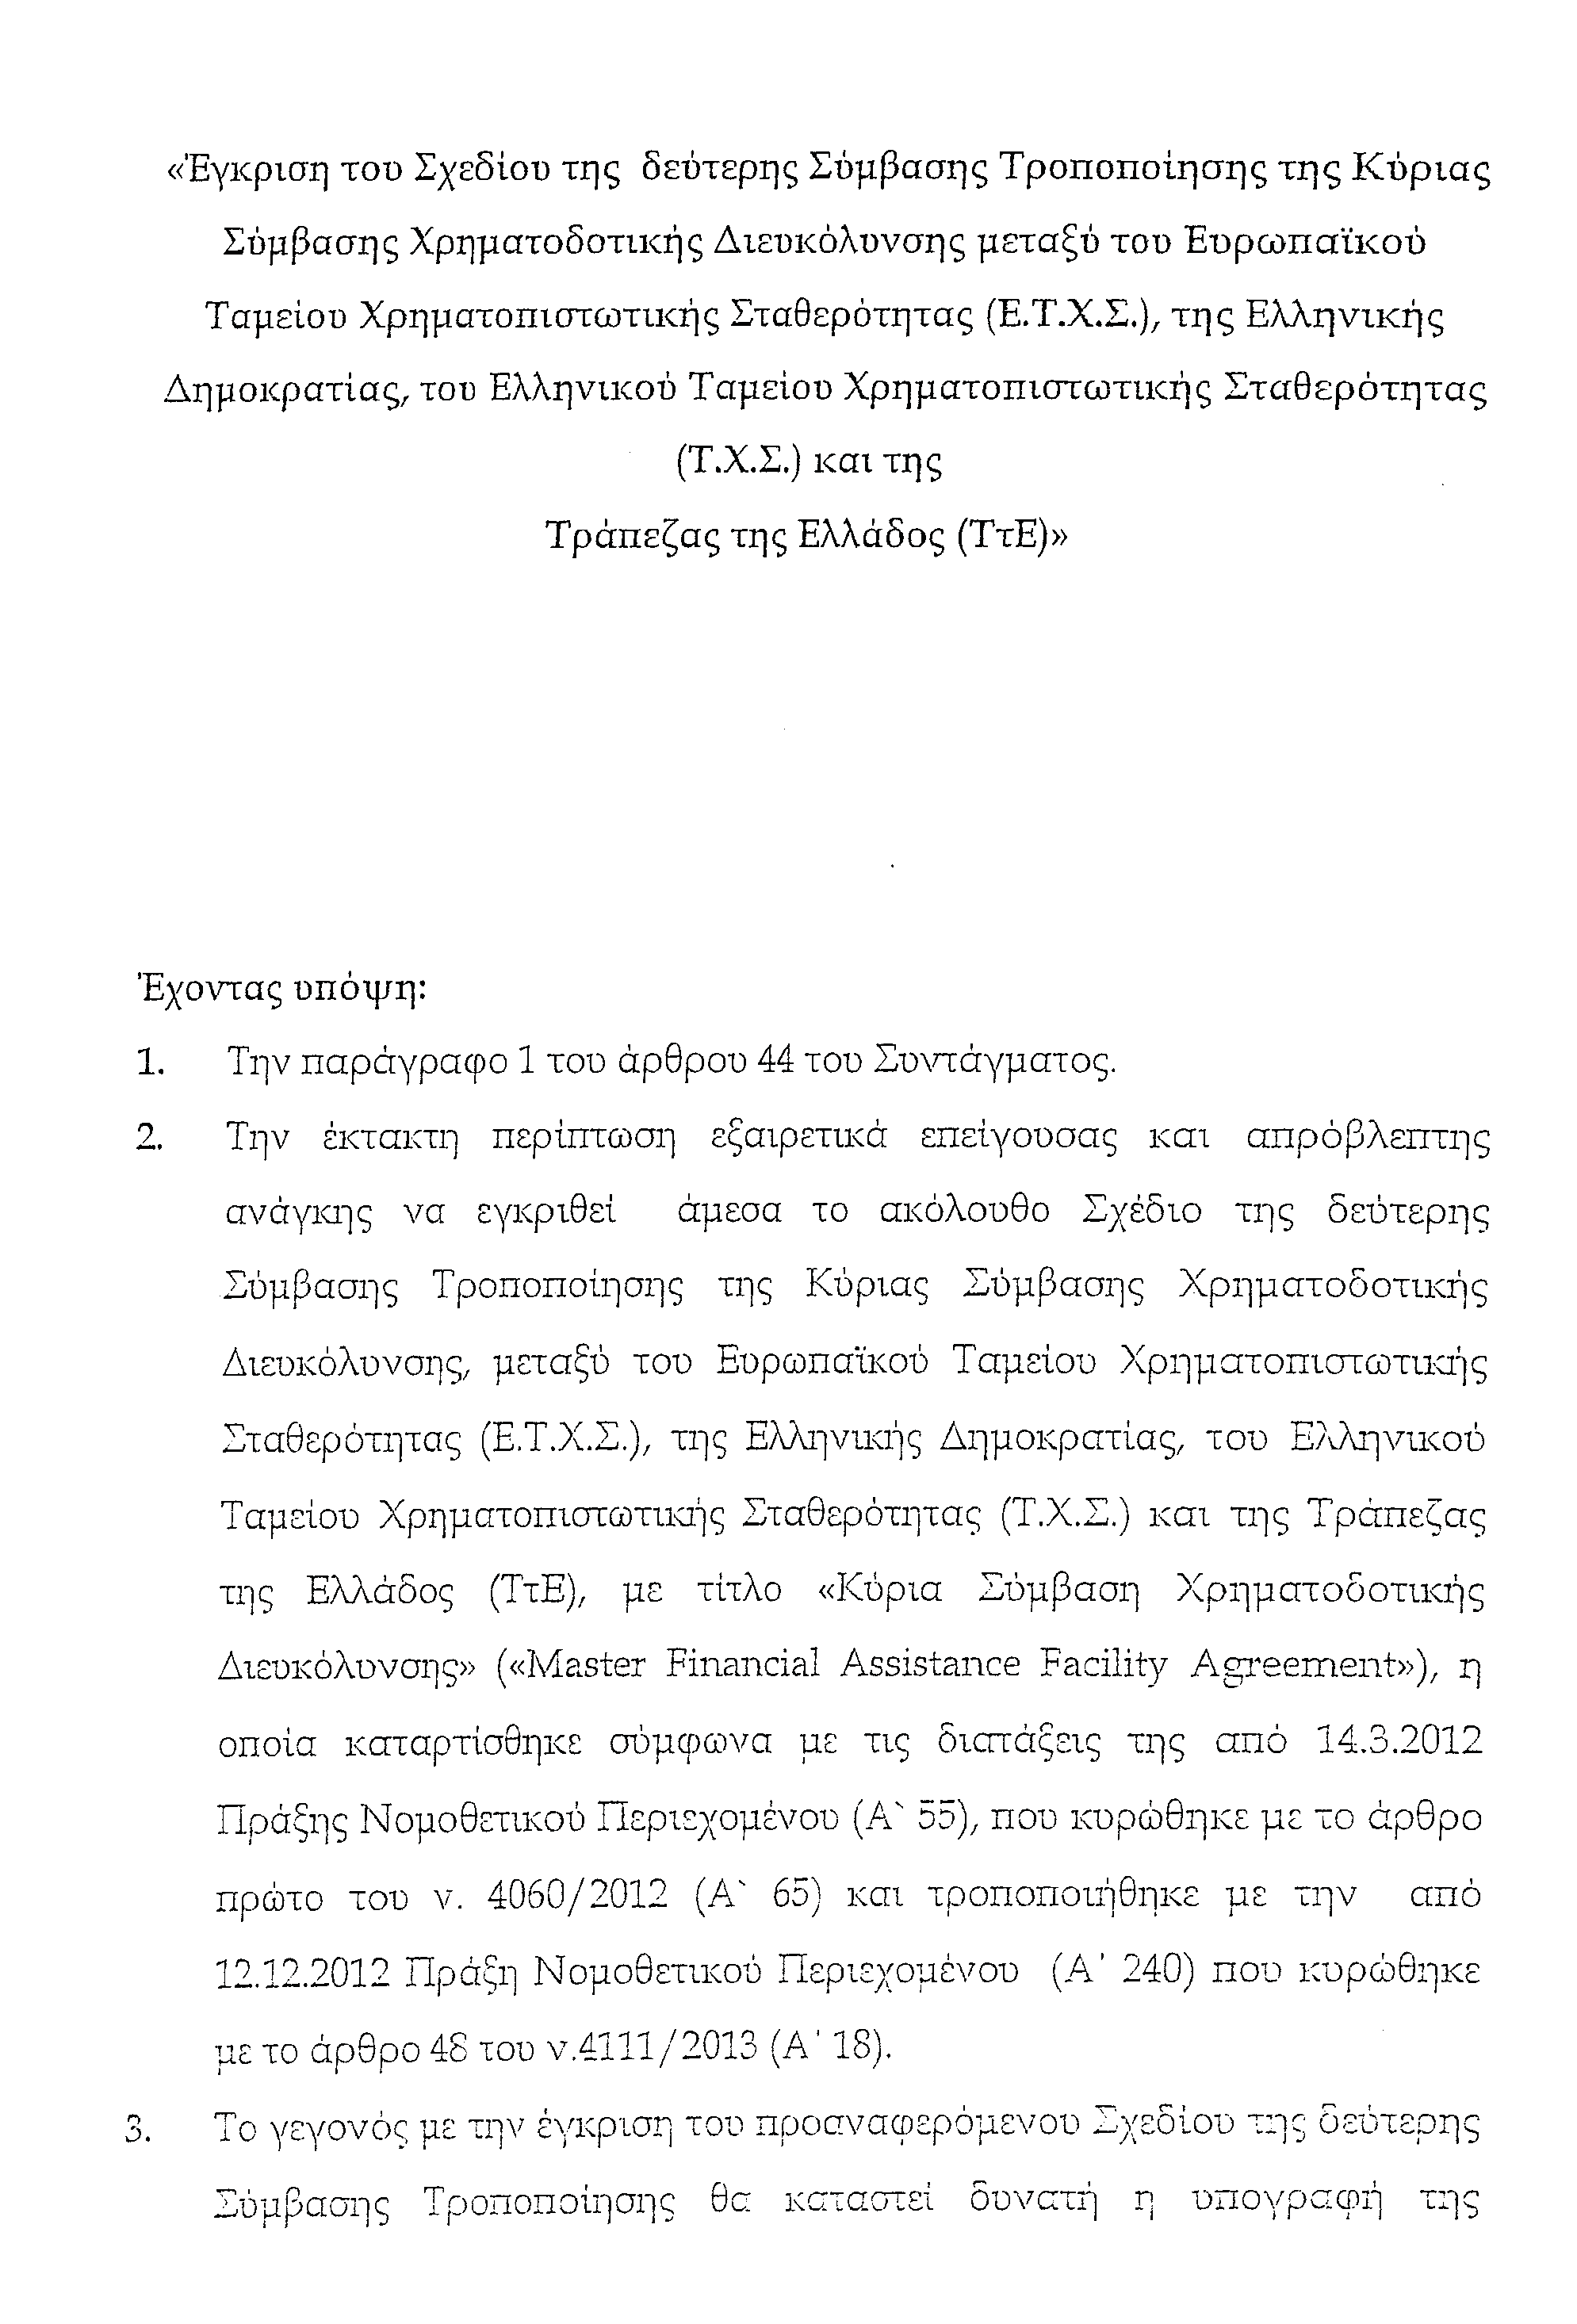 «Έγκριση του Σχεδίου της δεύτερης Σύμβασης Τροποποίησης της Κύριας
Σύμβασης Χρηματοδοτικής Διευκόλυνσης μεταξύ του Ευρωπαϊκού
Ταμείου Χρηματοπιστωτικής Σταθερότητας (Ε.Τ.Χ.Σ.), της Ελληνικής
Δημοκρατίας, του Ελληνικού Ταμείου Χρηματοπιστωτικής Σταθερότητας
(Τ.Χ.Σ.) και της
Τράπεζας της Ελλάδος (ΤτΕ)»
Έχοντας υπόψη:
1. Την παράγραφο 1 του άρθρου 44 του Συντάγματος.
2. Την έκτακτη περίπτωση εξαιρετικά επείγουσας και απρόβλεπτης
ανάγκης να εγκριθεί άμεσα το ακόλουθο Σχέδιο της δεύτερης
Σύμβασης Τροποποίησης της Κύριας Σύμβασης Χρηματοδοτικής
Διευκόλυνσης, μεταξύ του Ευρωπαϊκού Ταμείου Χρηματοπιστωτικής
Σταθερότητας (Ε.Τ.Χ.Σ.), της Ελληνικής Δημοκρατίας, του Ελληνικού
Ταμείου Χρηματοπιστωτικής Σταθερότητας (Τ.Χ.Σ.) και της Τράπεζας
της Ελλάδος (ΤτΕ), με τίτλο «Κύρια Σύμβαση Χρηματοδοτικής
Διευκόλυνσης» («Master Financial Assistance Facility Agreement»), η
οποία καταρτίσθηκε σύμφωνα με τις διατάξεις της από 14.3.2012
Πράξης Νομοθετικού Περιεχομένου (Α` 55), που κυρώθηκε με το άρθρο
πρώτο του ν. 4060/2012 (Α` 65) και τροποποιήθηκε με την από
12.12.2012 Πράξη Νομοθετικού Περιεχομένου (Α' 240) που κυρώθηκε
με το άρθρο 48 του ν.4111/2013 (Α' 18).
3. Το γεγονός με την έγκριση του προαναφερόμενου Σχεδίου της δεύτερης
Σύμβασης Τροποποίησης θα καταστεί δυνατή η υπογραφή της